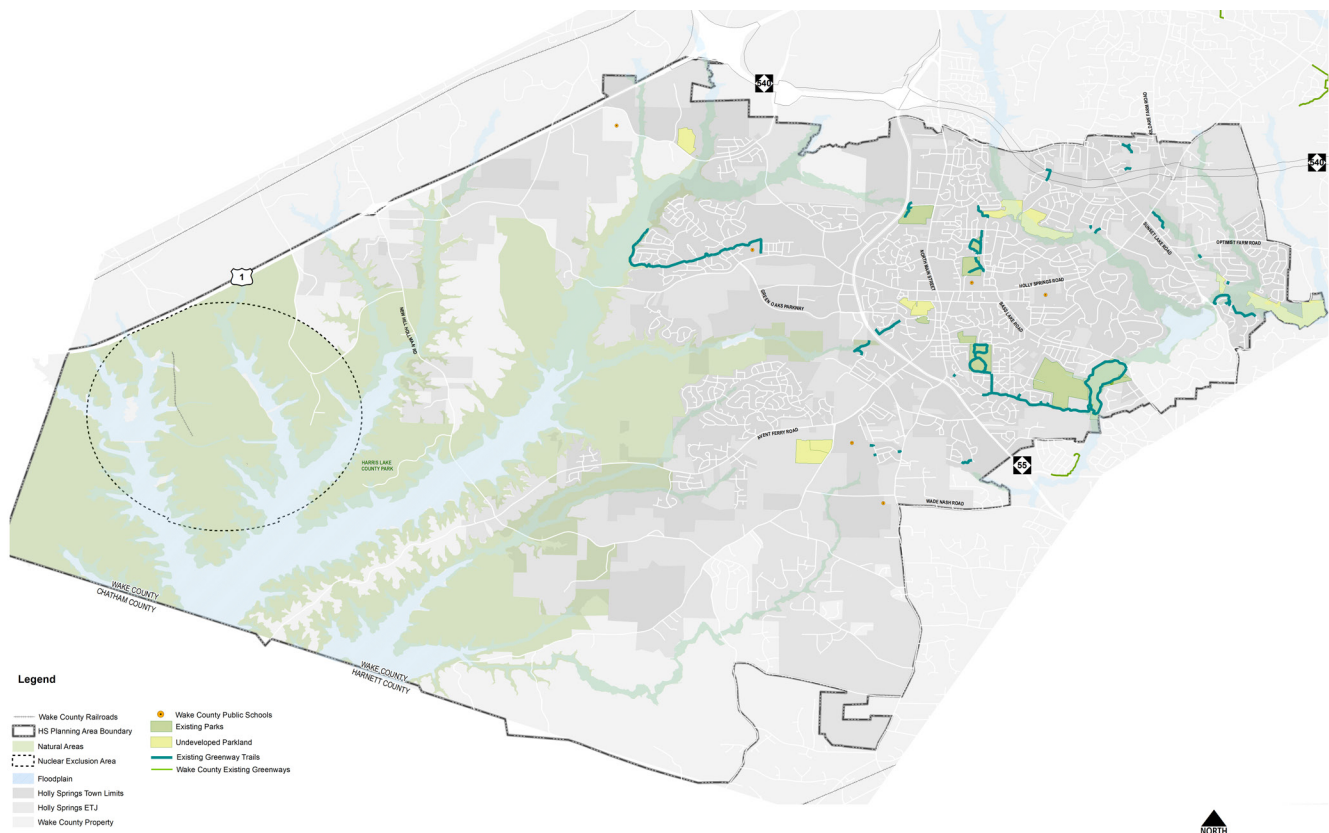 540
BLANEY FARM ROAD
540
SUNSET LAKE ROAD
OPTIMIST FARM ROAD
1
NORTH MAIN STREET
HOLLY SPRINGS ROAD
GREEN OAKS PARKWAY
BASS LAKE ROAD
NEW HILL HOLLMAN RD
AVENT FERRY ROAD
HARRIS LAKE
COUNTY PARK
55
WADE NASH ROAD
WAKE COUNTY
CHATHAM COUNTY
WAKE COUNTY
HARNETT COUNTY
Legend
Wake County Railroads
HS Planning Area Boundary
Natural Areas
Nuclear Exclusion Area
Floodplain
Holly Springs Town Limits
Holly Springs ETJ
Wake County Property
Wake County Public Schools
Existing Parks
Undeveloped Parkland
Existing Greenway Trails
Wake County Existing Greenways
NORTH